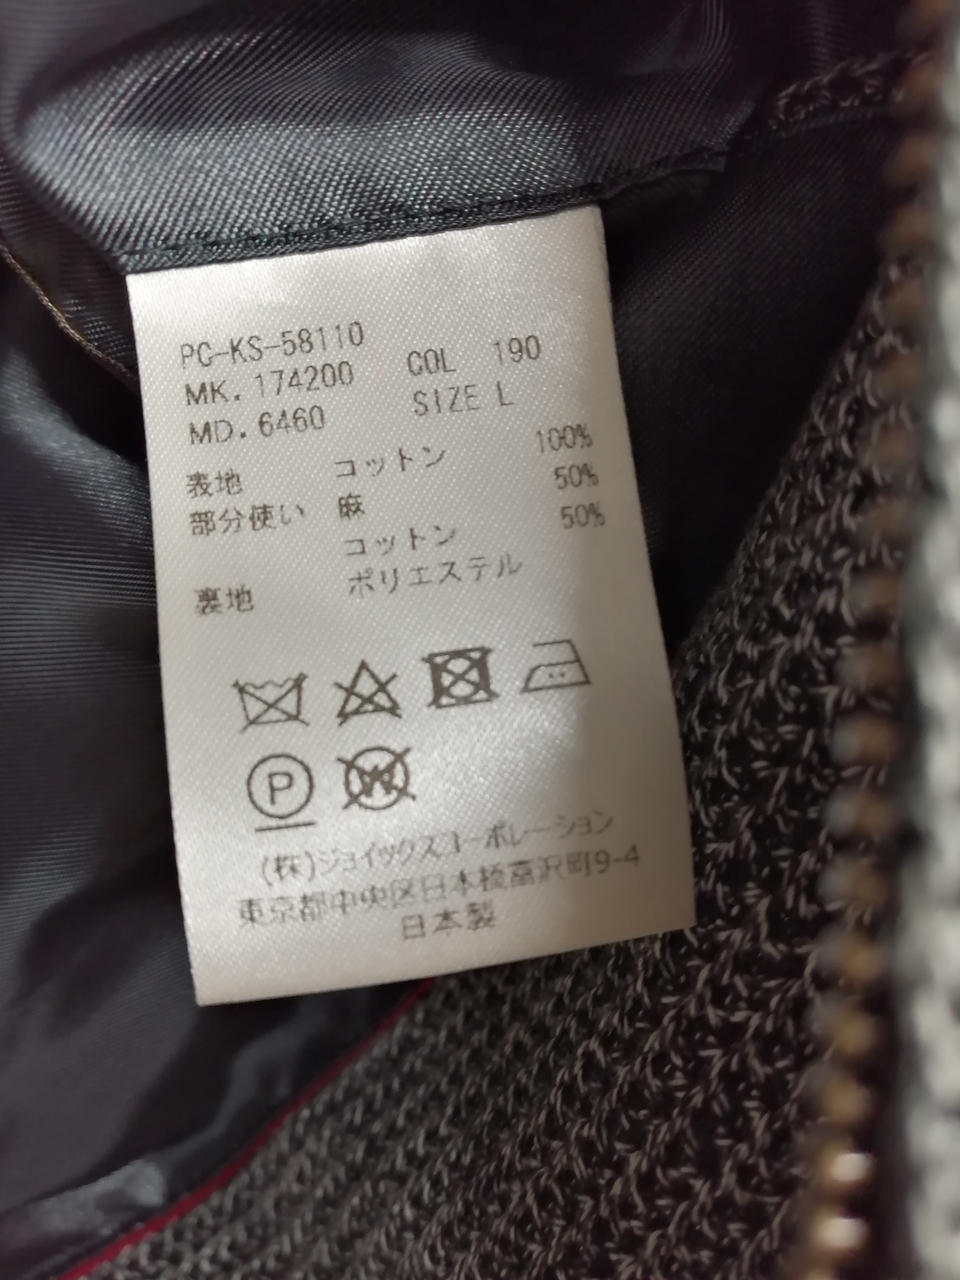 PC-KS-58110
MK. 174200 COL 190
MD. 6460 SIZE L
表地 コットン 100%
部分使い 麻 50%
コットン 50%
裏地 ポリエステル
P
W
(株)ジョイックスコーポレーション
東京都中央区日本橋富沢町9-4
日本製